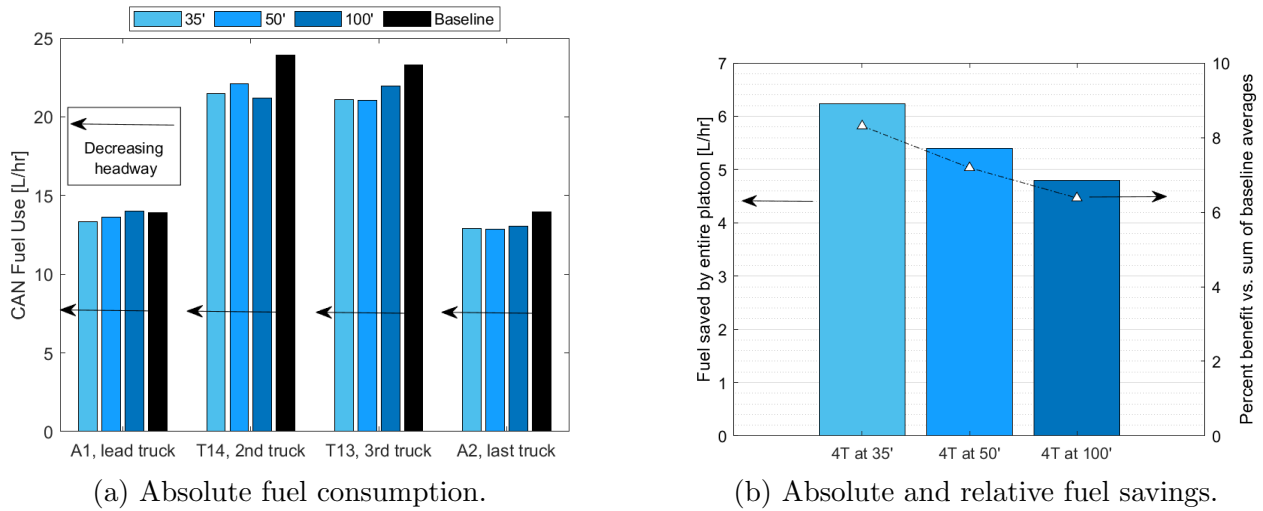 35' 50' 100' Baseline
CAN Fuel Use [L/hr]
25
20
15
10
5
0
Decreasing
headway
A1, lead truck T14, 2nd truck T13, 3rd truck A2, last truck
(a) Absolute fuel consumption.
Fuel saved by entire platoon [L/hr]
7
6
5
4
3
2
1
0
10
8
6
4
2
0
Percent benefit vs. sum of baseline averages
4T at 35' 4T at 50' 4T at 100'
(b) Absolute and relative fuel savings.